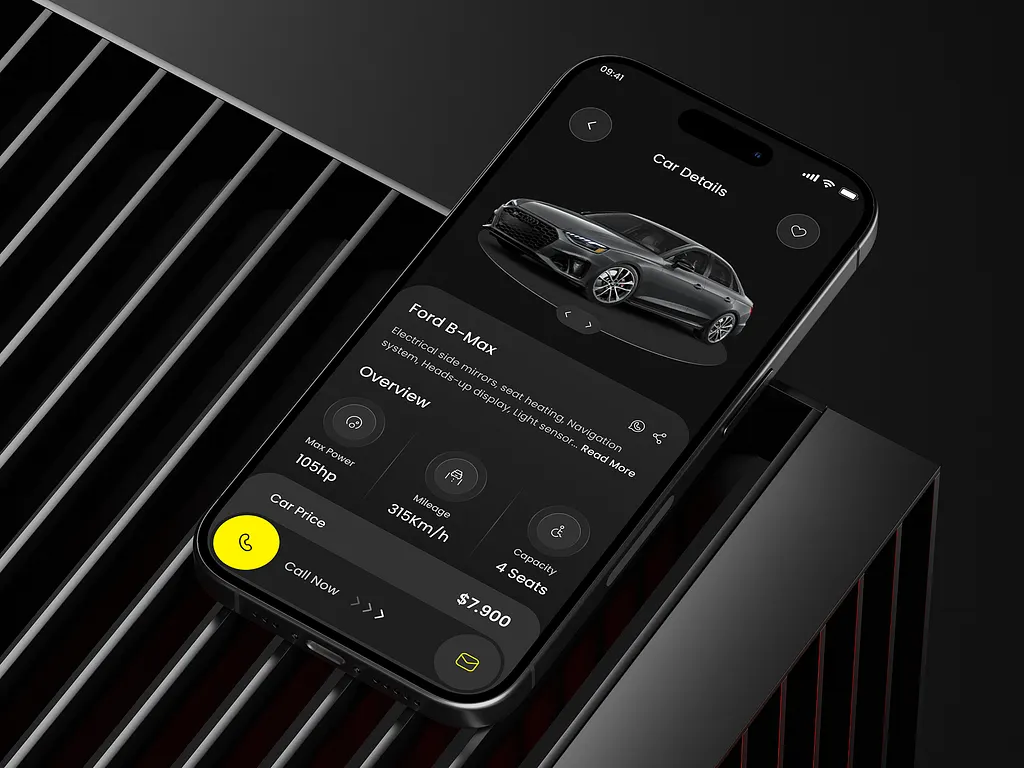 09:41
Car Details
Ford B-Max
Electrical side mirrors, seat heating, Navigation
system, Heads-up display, Light sensor... Read More
Overview
Max Power
105hp
Mileage
315Km/h
Capacity
4 Seats
Car Price
$7.900
Call Now